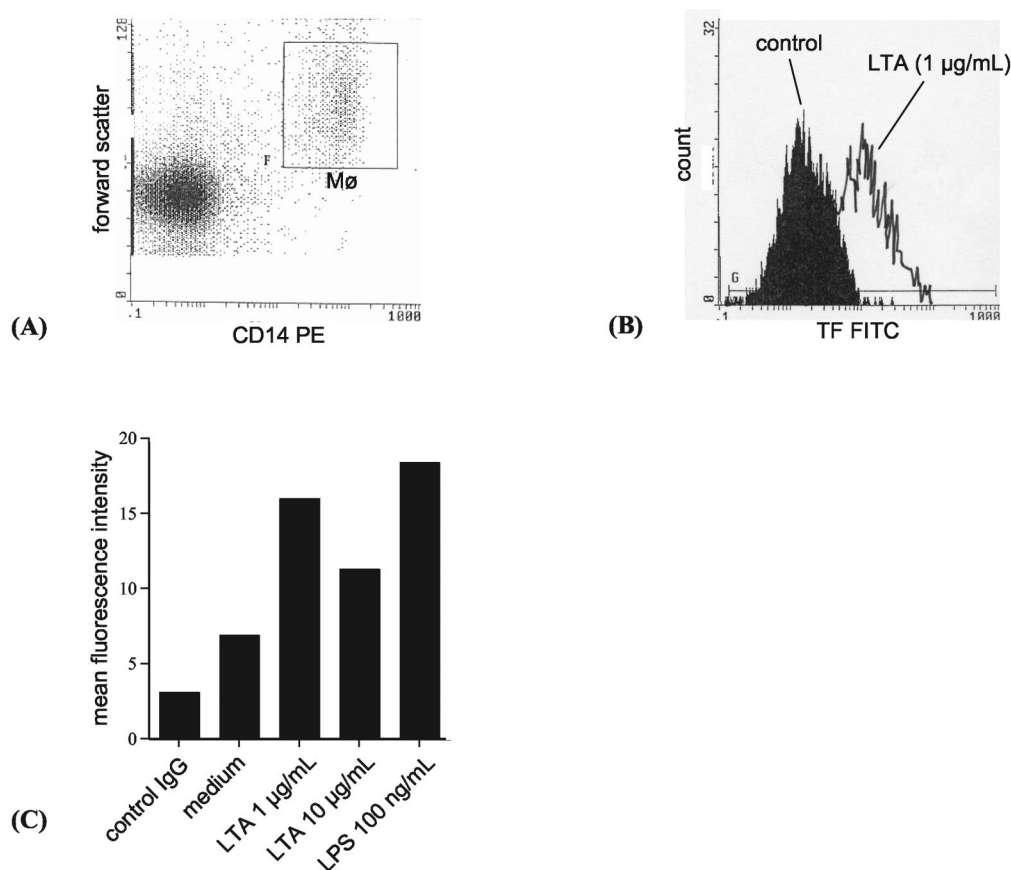 128
forward scatter
F
Mø
0
.1
1000
CD14 PE
(A)
32
control
LTA (1 µg/mL)
count
G
0
.1
1000
TF FITC
(B)
20
15
10
5
0
mean fluorescence intensity
control IgG
medium
LTA 1 µg/mL
LTA 10 µg/mL
LPS 100 ng/mL
(C)